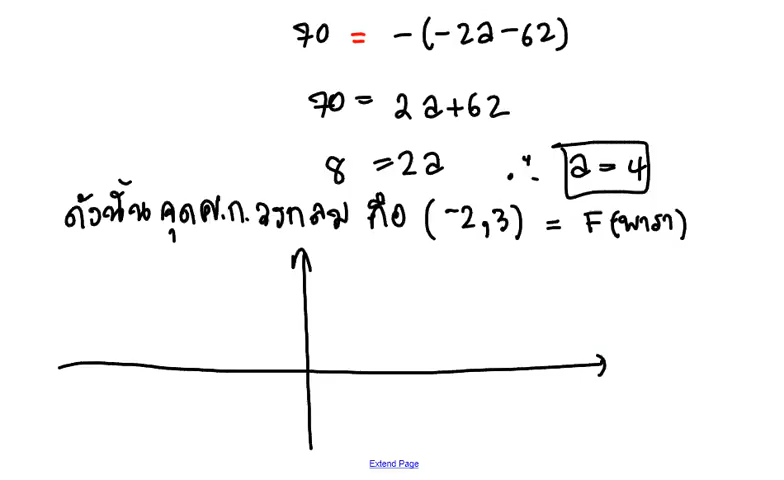 70 = -(-2a-62)
70 = 2a+62
8 = 2a ∴ a = 4
ดังนั้น จุดศ.ก. วงกลม คือ (-2,3) = F(พารา)
Extend Page